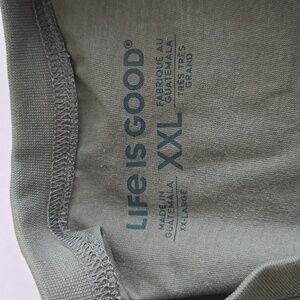 LIFE IS GOOD®
MADE IN
GUATEMALA
XX-LARGE
XXL
FABRIQUÉ AU
GUATEMALA
TRÈS TRÈS
GRAND